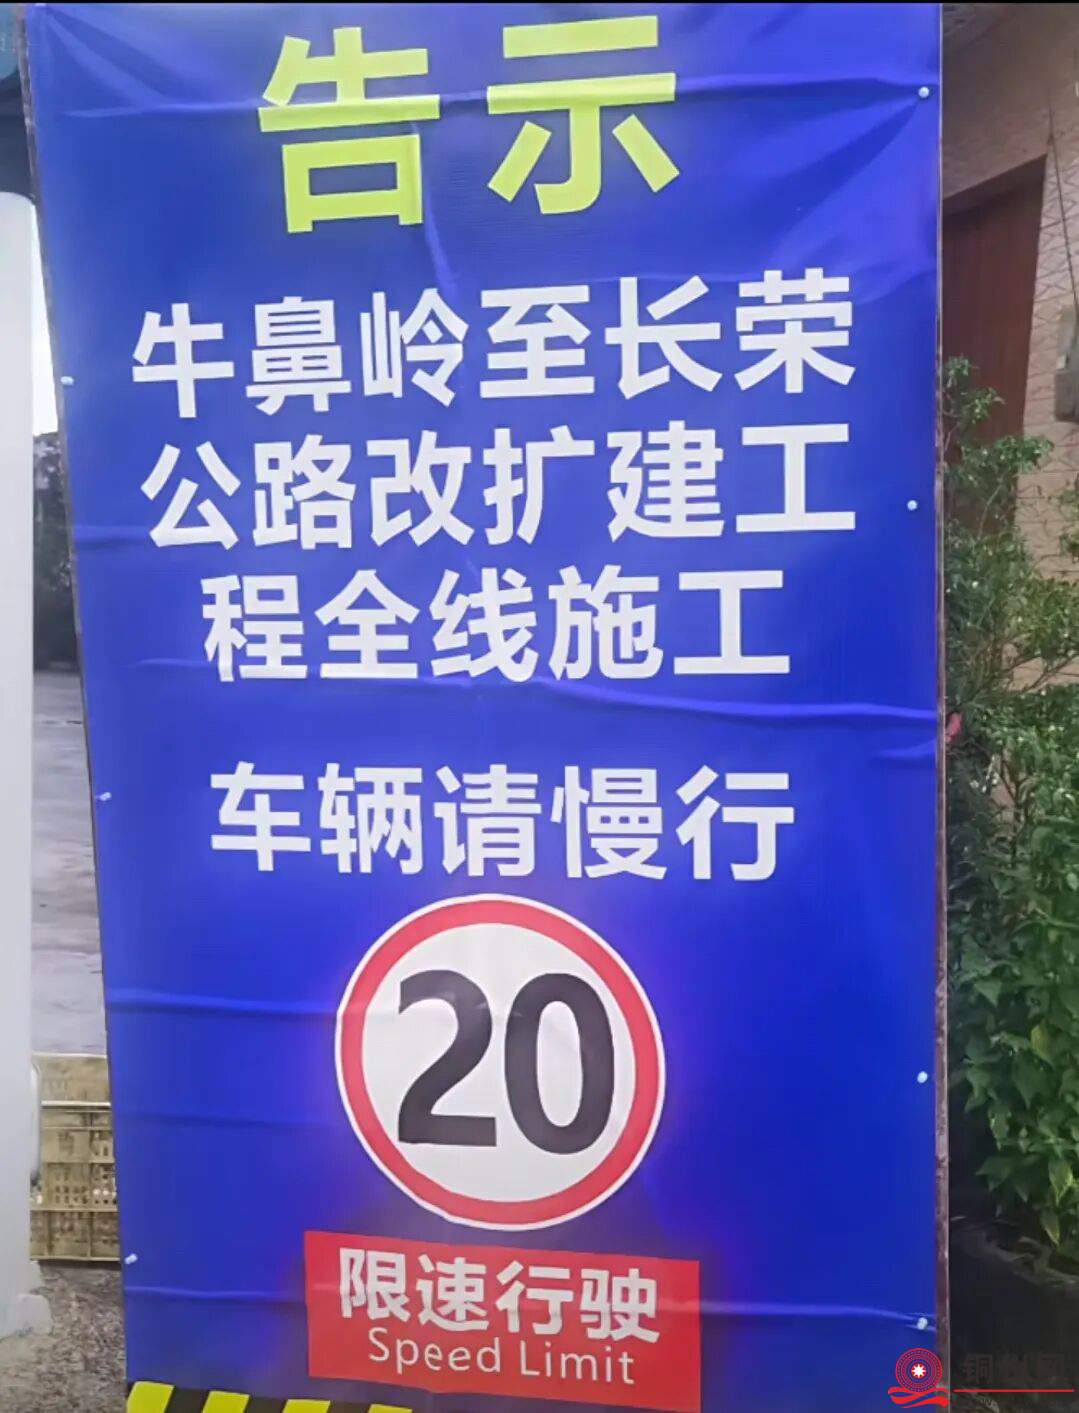 告示
牛鼻岭至长荣
公路改扩建工
程全线施工
车辆请慢行
20
限速行驶
Speed Limit